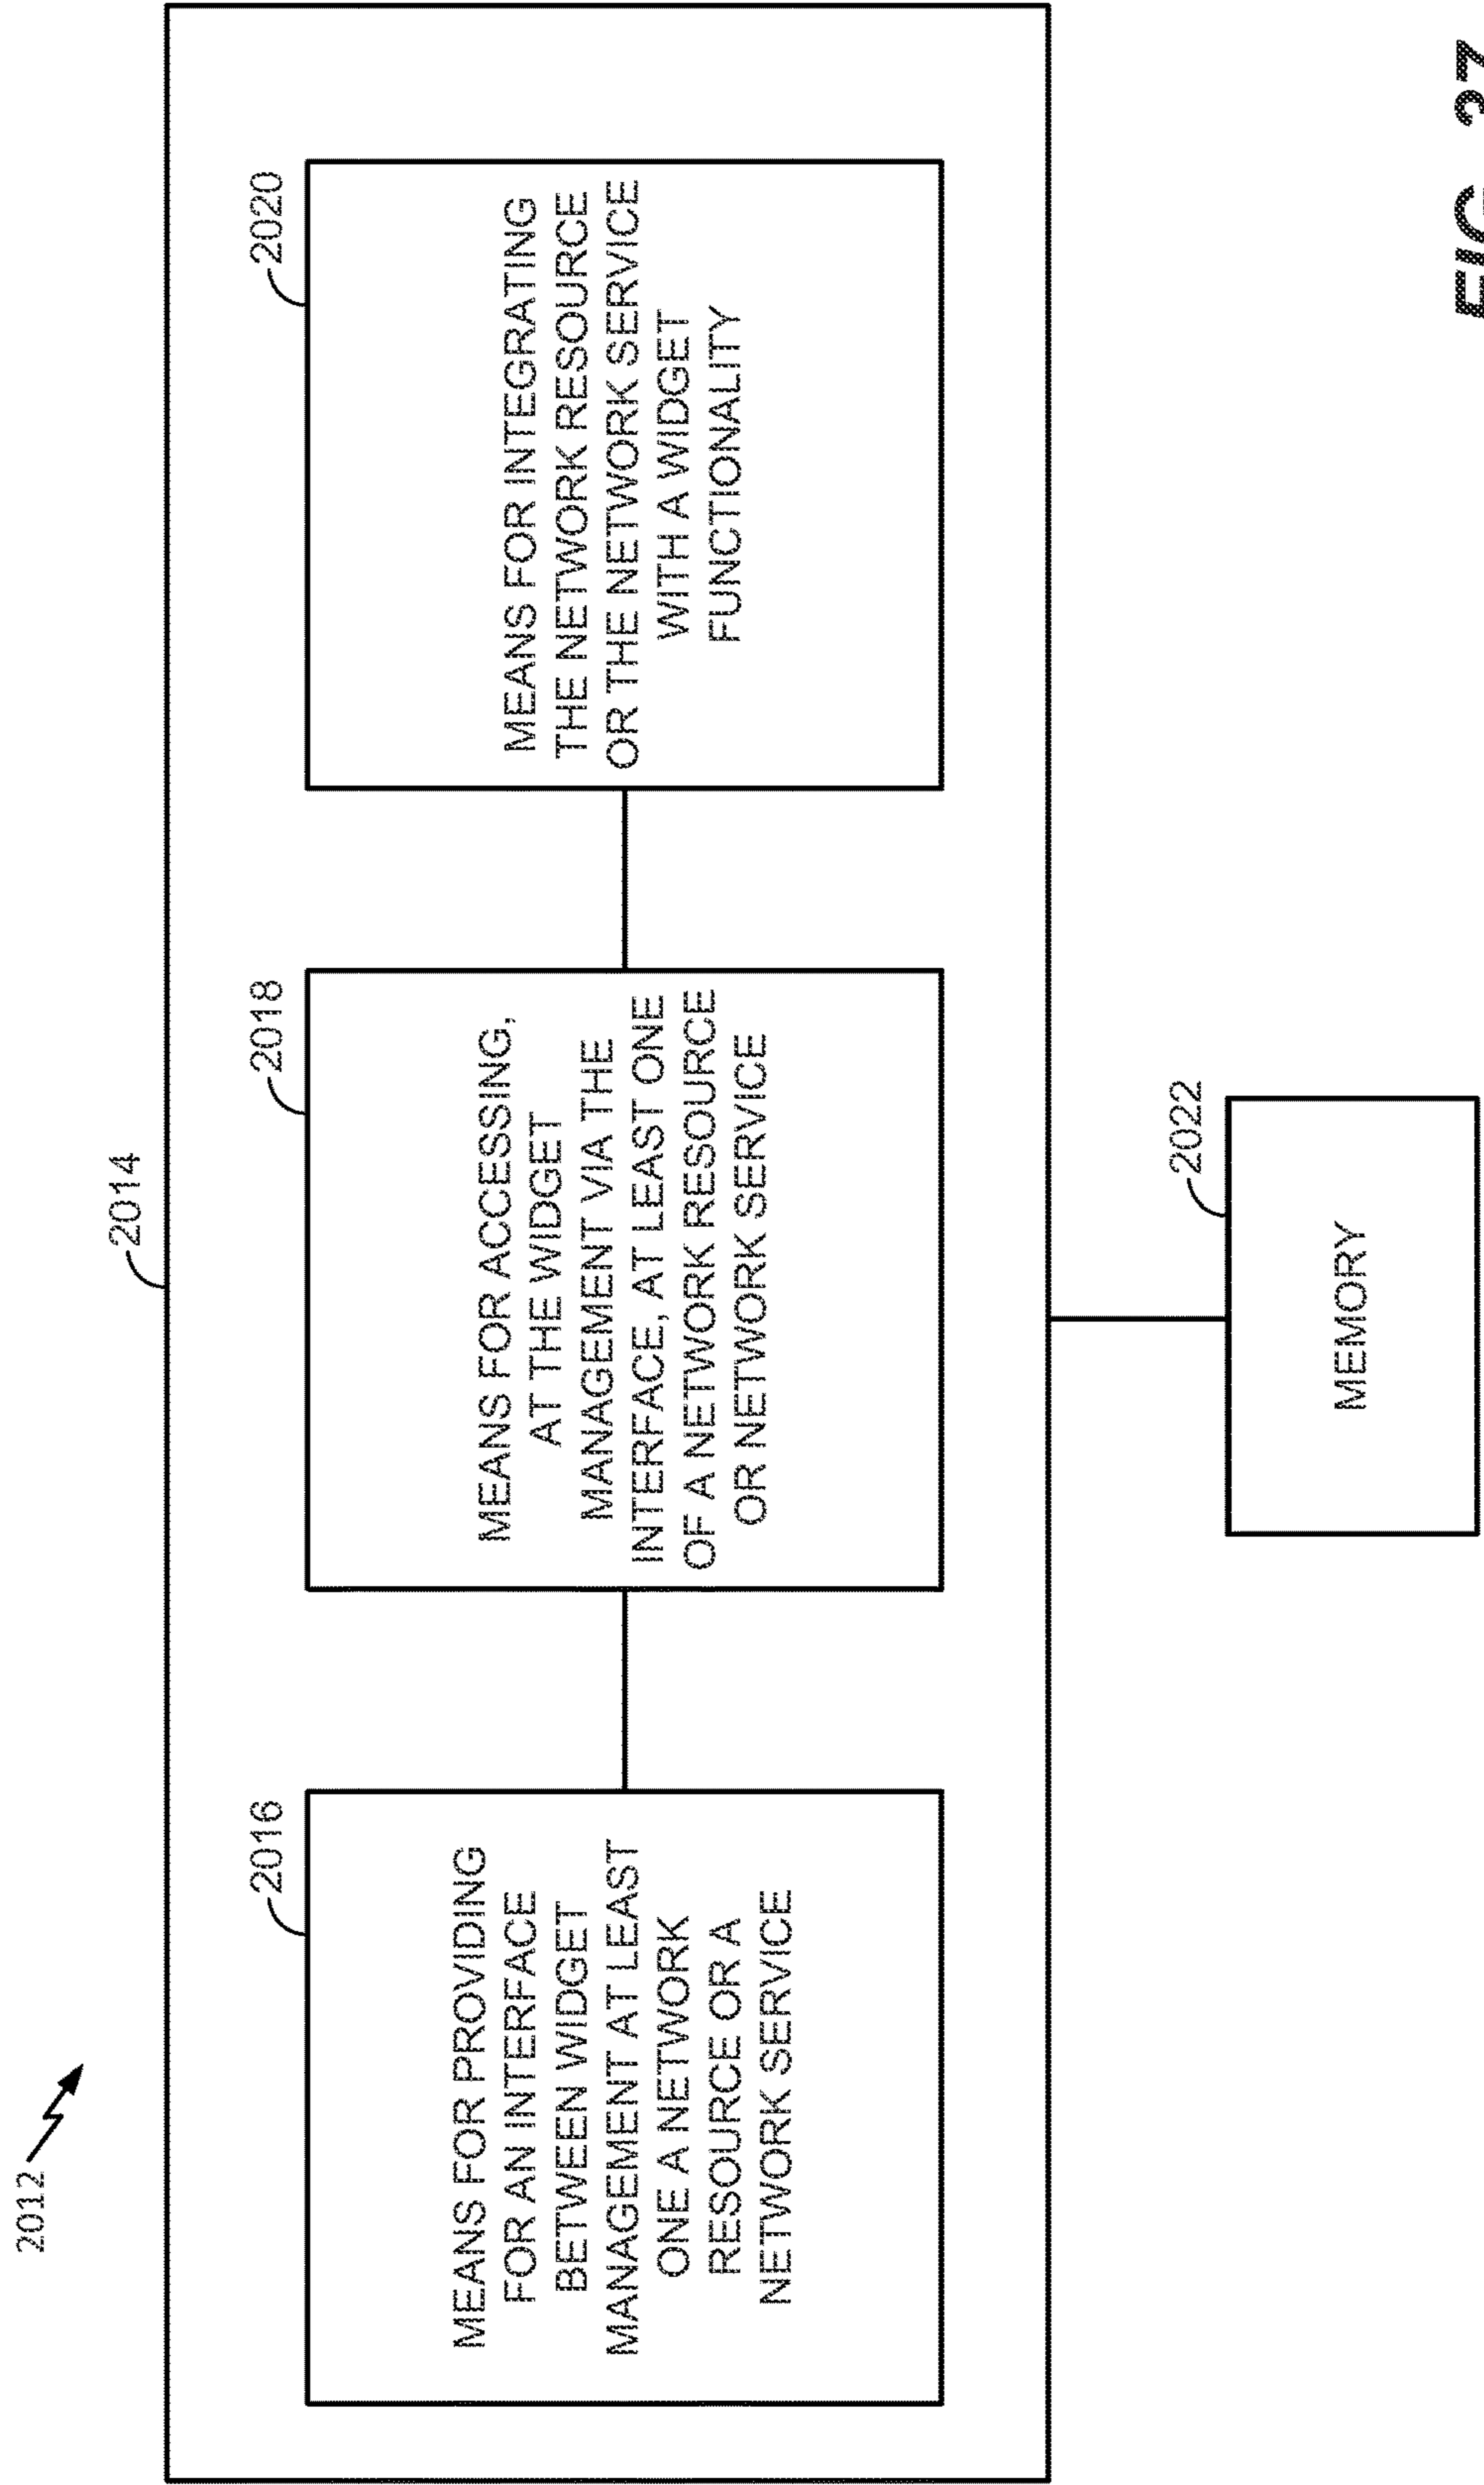 2012
2014
2016
MEANS FOR PROVIDING
FOR AN INTERFACE
BETWEEN WIDGET
MANAGEMENT AT LEAST
ONE A NETWORK
RESOURCE OR A
NETWORK SERVICE
2018
MEANS FOR ACCESSING,
AT THE WIDGET
MANAGEMENT VIA THE
INTERFACE, AT LEAST ONE
OF A NETWORK RESOURCE
OR NETWORK SERVICE
2020
MEANS FOR INTEGRATING
THE NETWORK RESOURCE
OR THE NETWORK SERVICE
WITH A WIDGET
FUNCTIONALITY
2022
MEMORY
FIG.